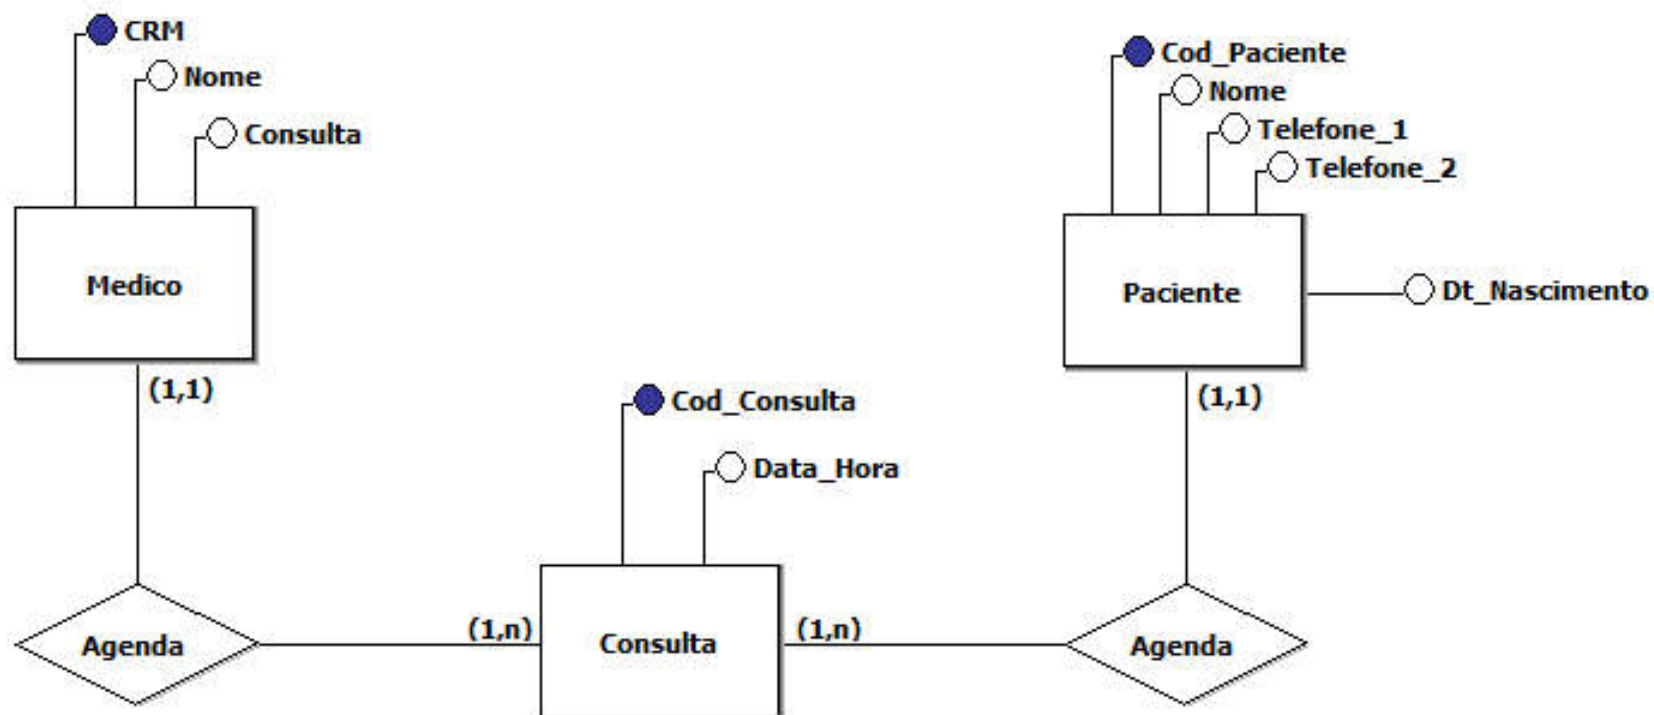 CRM
Nome
Consulta
Medico
(1,1)
Cod_Paciente
Nome
Telefone_1
Telefone_2
Paciente
Dt_Nascimento
(1,1)
Cod_Consulta
Data_Hora
Agenda
(1,n)
Consulta
(1,n)
Agenda